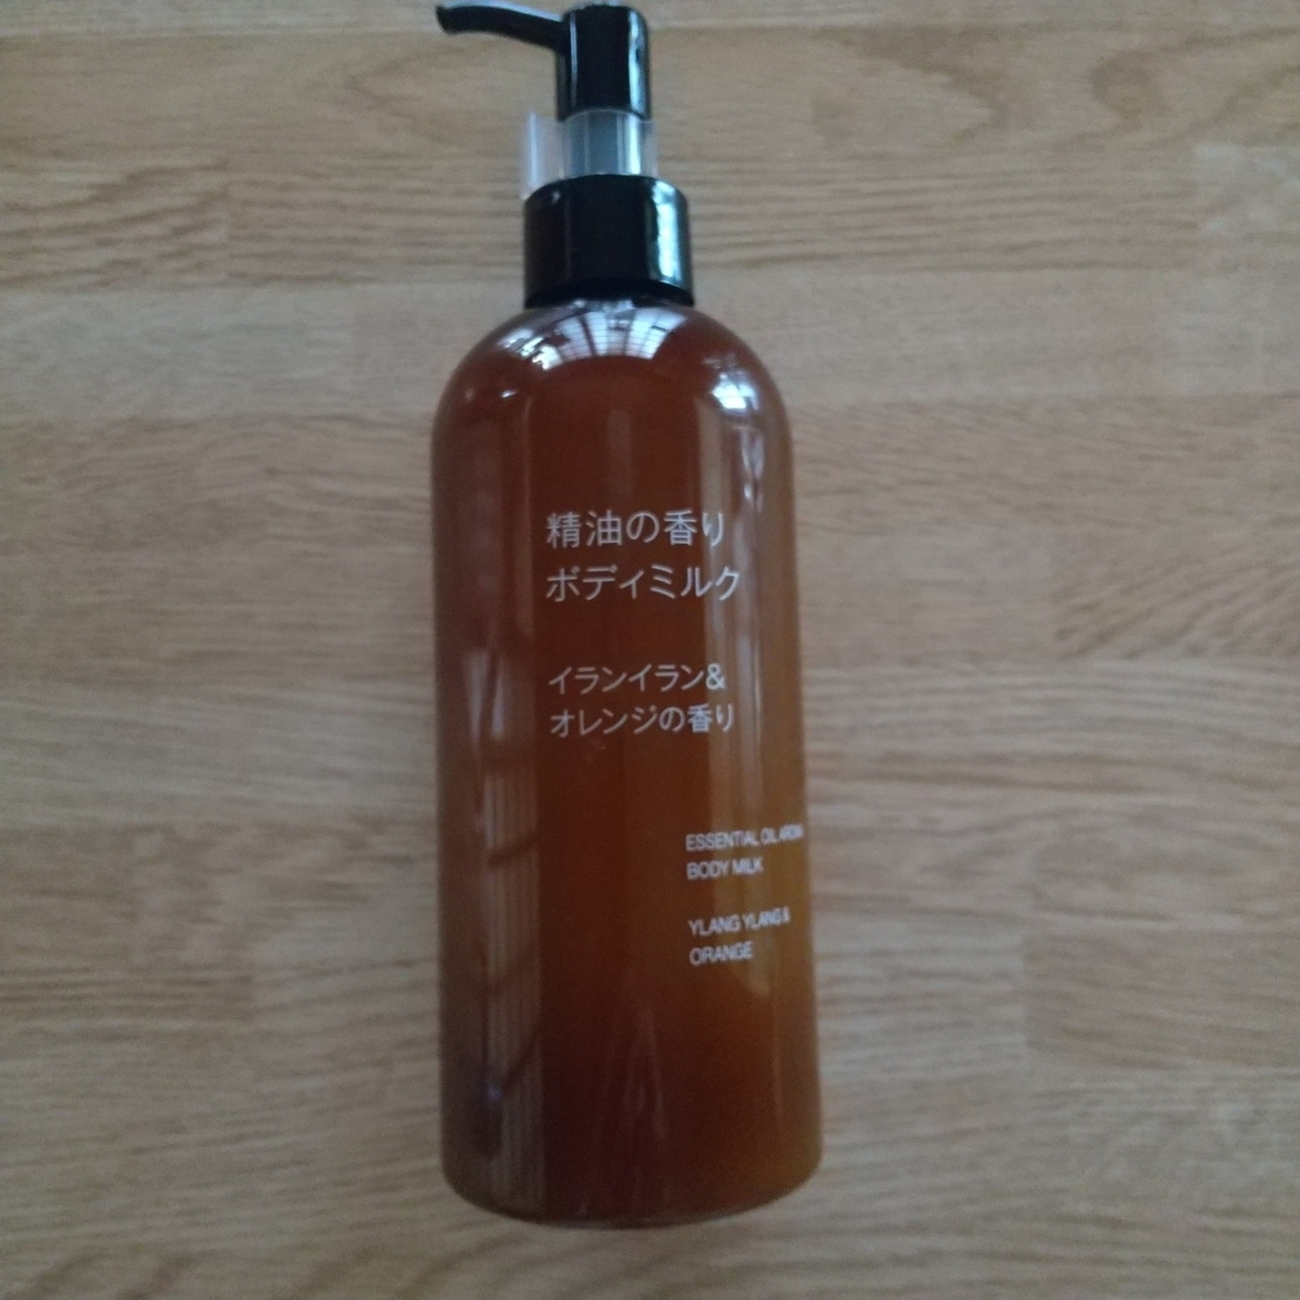 精油の香り
ボディミルク
イランイラン&
オレンジの香り
ESSENTIAL OIL AROMA
BODY MILK
YLANG YLANG &
ORANGE